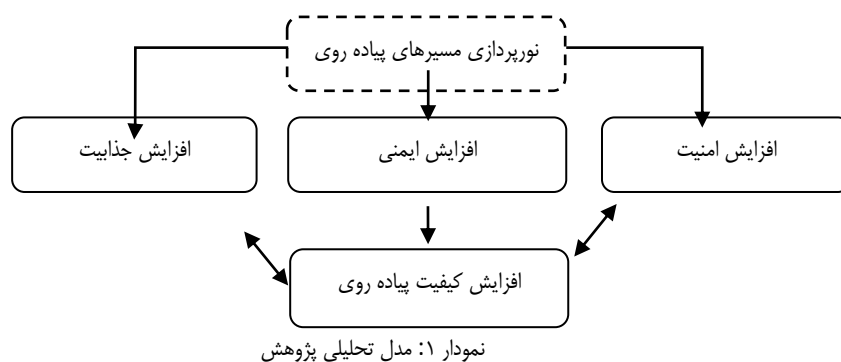 نورپردازی مسیرهای پیاده روی
افزایش امنیت
افزایش ایمنی
افزایش جذابیت
افزایش کیفیت پیاده روی
نمودار ۱: مدل تحلیلی پژوهش